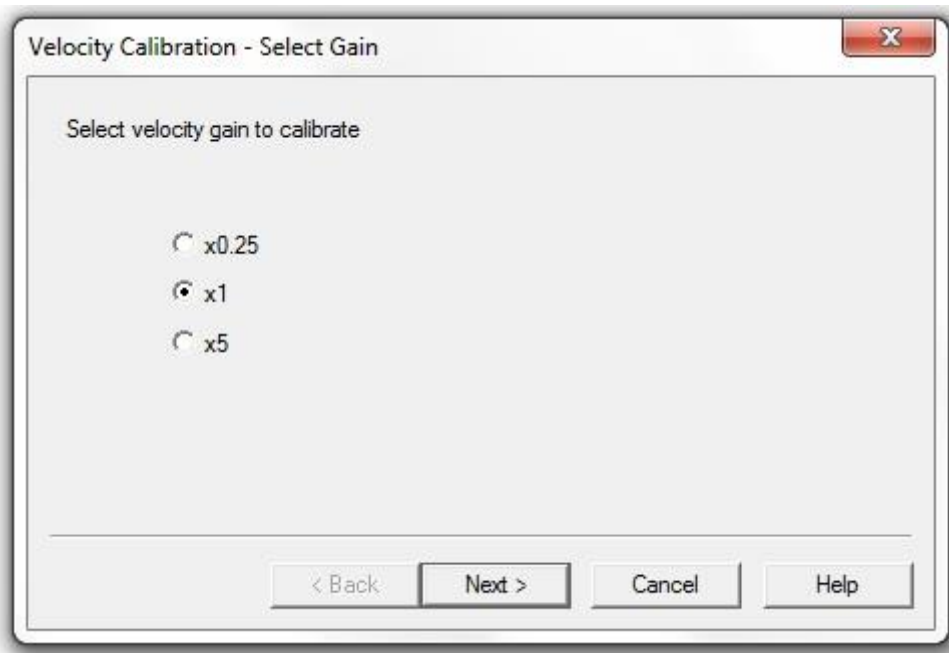 Velocity Calibration - Select Gain
Select velocity gain to calibrate
x0.25
x1
x5
< Back Next > Cancel Help